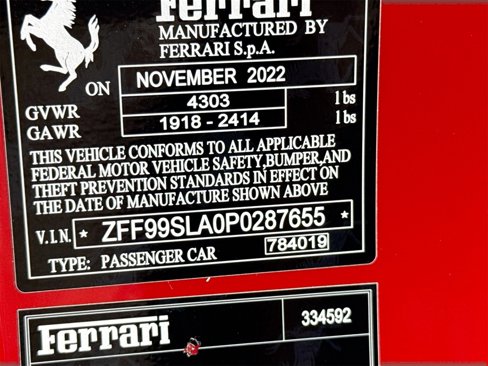 Ferrari
MANUFACTURED BY
FERRARI S.p.A.
ON NOVEMBER 2022
GVWR 4303 lbs
GAWR 1918 - 2414 lbs
THIS VEHICLE CONFORMS TO ALL APPLICABLE
FEDERAL MOTOR VEHICLE SAFETY,BUMPER,AND
THEFT PREVENTION STANDARDS IN EFFECT ON
THE DATE OF MANUFACTURE SHOWN ABOVE
V.I.N. * ZFF99SLA0P0287655 *
TYPE: PASSENGER CAR 784019
Ferrari 334592